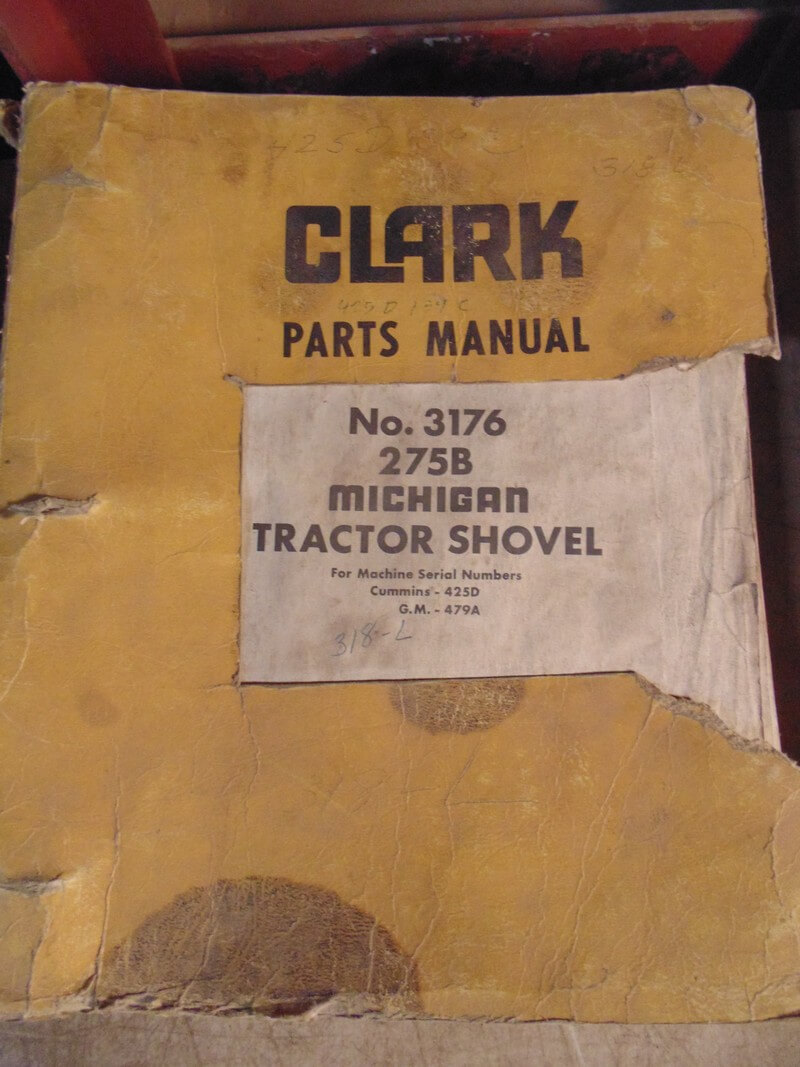 CLARK
PARTS MANUAL
No. 3176
275B
MICHIGAN
TRACTOR SHOVEL
For Machine Serial Numbers
Cummins - 425D
G.M. - 479A
318-L